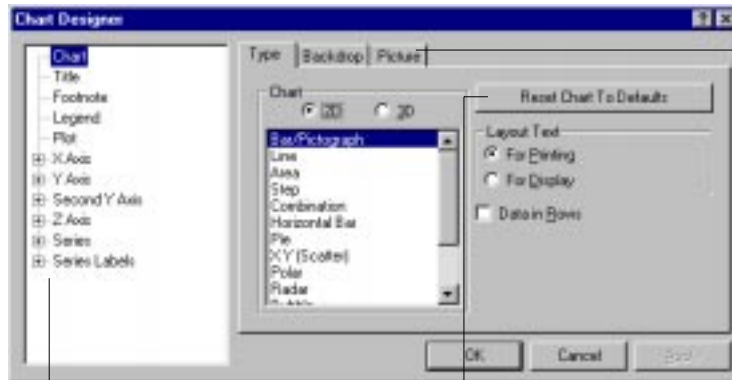 Chart Designer
Chart
Title
Footnote
Legend
Plot
X Axis
Y Axis
Second Y Axis
Z Axis
Series
Series Labels
Type
Backdrop
Picture
Chart
2D
3D
Bar/Pictograph
Line
Area
Step
Combination
Horizontal Bar
Pie
X Y (Scatter)
Polar
Radar
Reset Chart To Defaults
Layout Text
For Printing
For Display
Data in Rows
OK
Cancel